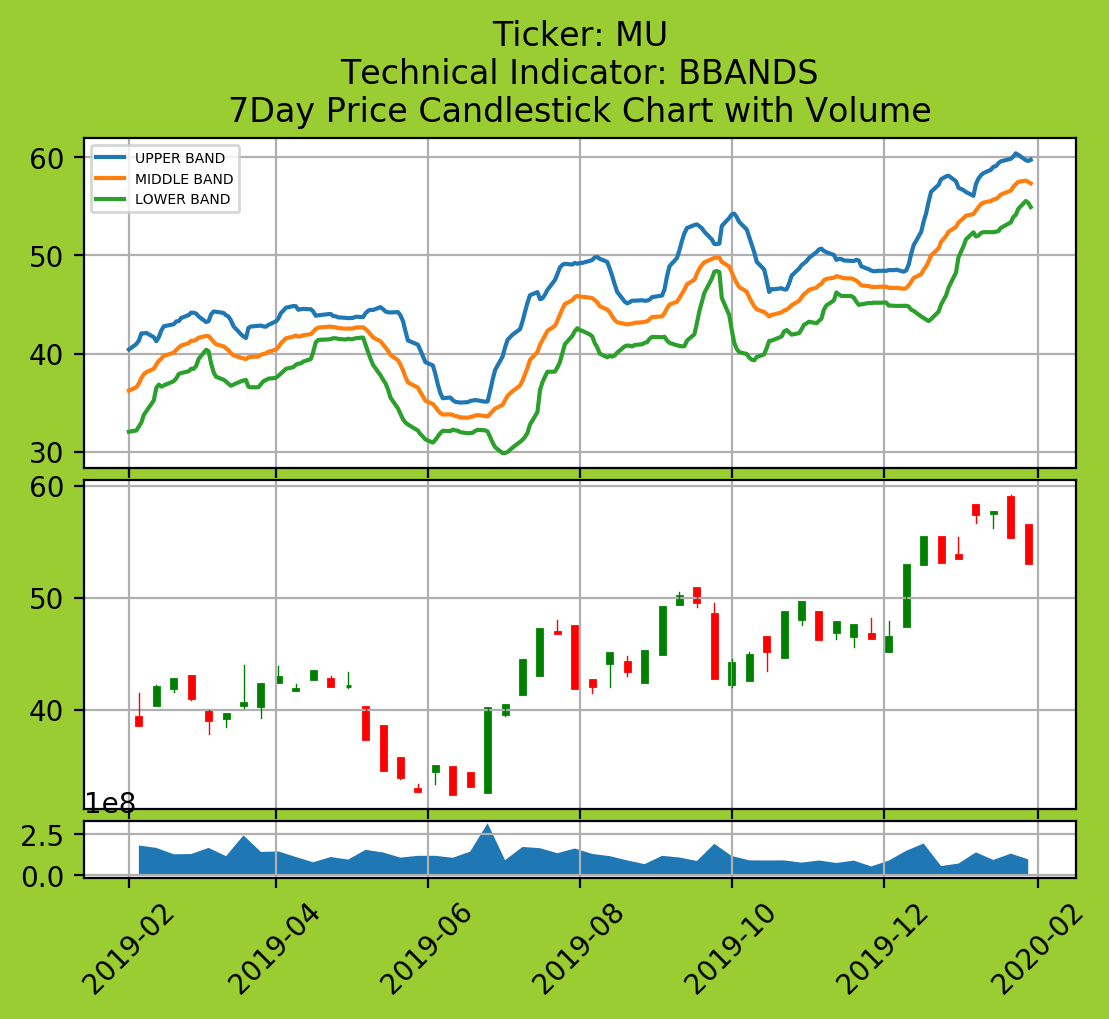 Ticker: MU
Technical Indicator: BBANDS
7Day Price Candlestick Chart with Volume
UPPER BAND
MIDDLE BAND
LOWER BAND
60
50
40
30
60
50
40
1e8
2.5
0.0
2019-02
2019-04
2019-06
2019-08
2019-10
2019-12
2020-02